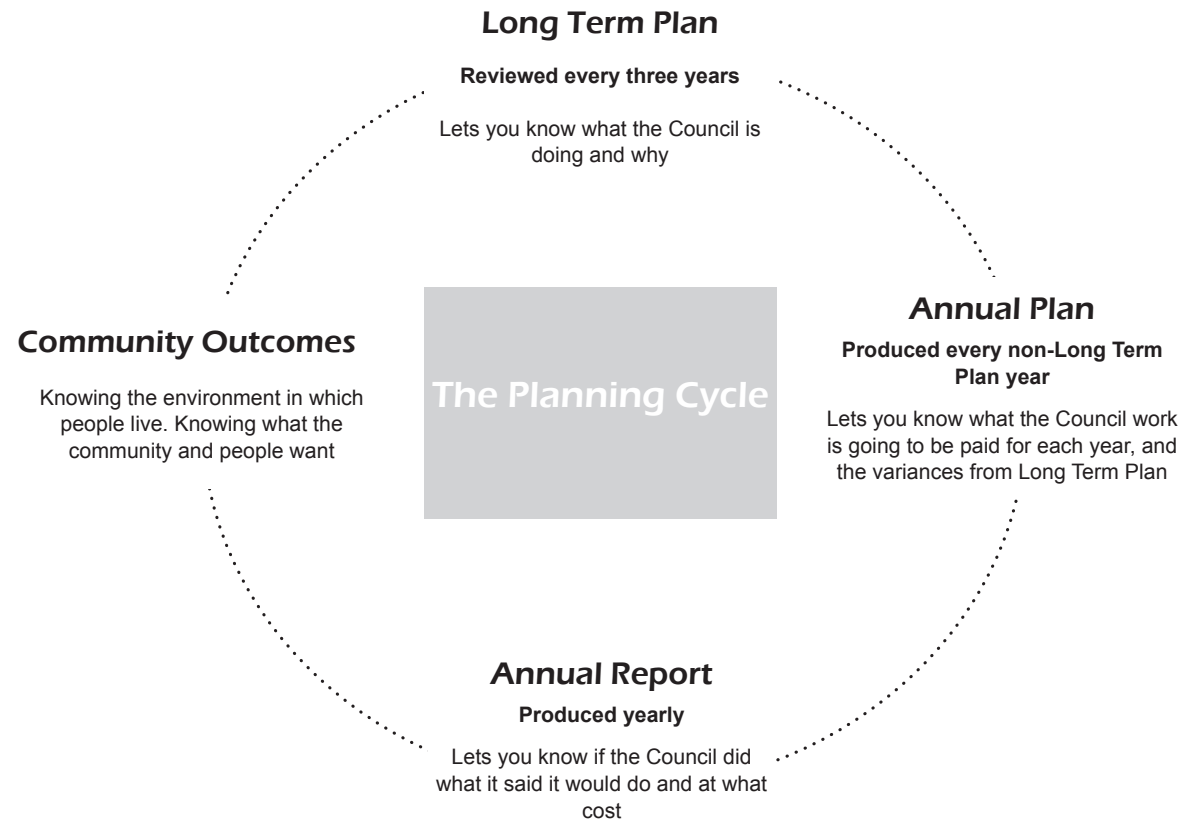 Long Term Plan
Reviewed every three years
Lets you know what the Council is
doing and why
Annual Plan
Produced every non-Long Term
Plan year
Lets you know what the Council work
is going to be paid for each year, and
the variances from Long Term Plan
Community Outcomes
Knowing the environment in which
people live. Knowing what the
community and people want
The Planning Cycle
Annual Report
Produced yearly
Lets you know if the Council did
what it said it would do and at what
cost